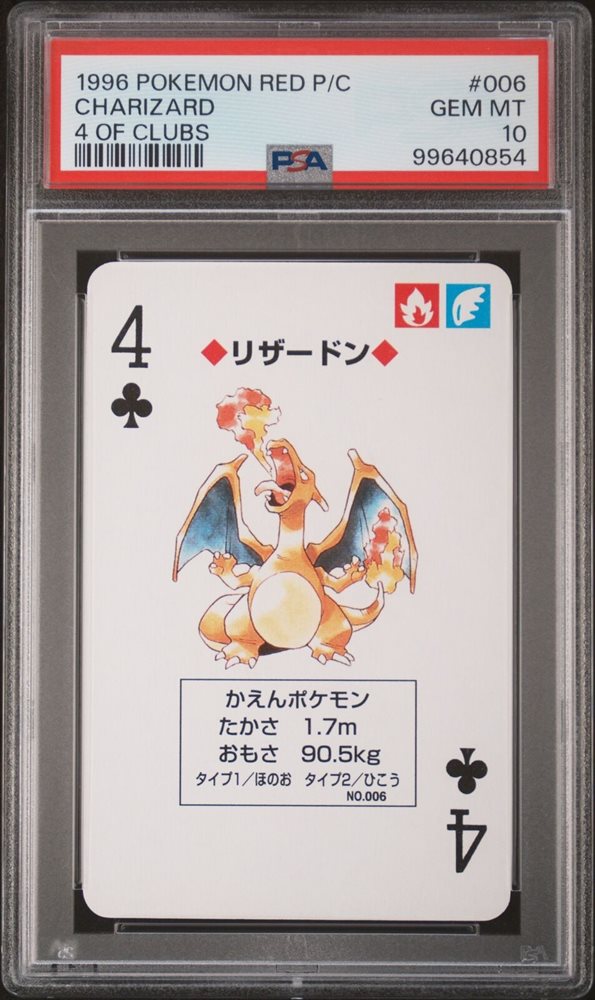 1996 POKEMON RED P/C #006
CHARIZARD GEM MT
4 OF CLUBS 10
PSA 99640854
4
◆リザードン◆
かえんポケモン
たかさ 1.7m
おもさ 90.5kg
タイプ1/ほのお タイプ2/ひこう
NO.006
4
PSA